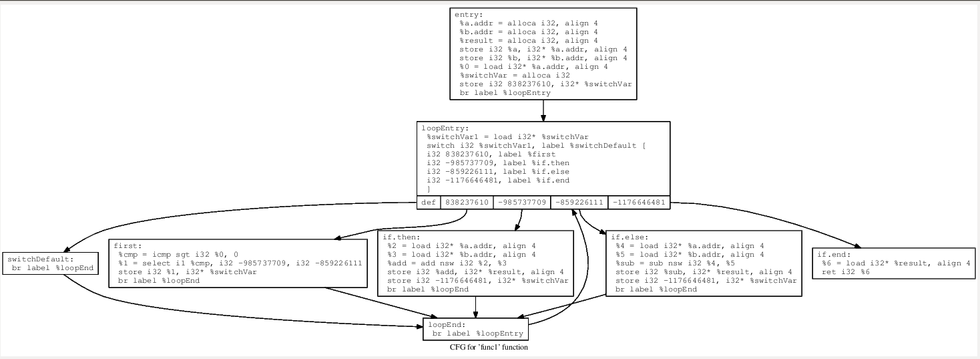 entry:
%a.addr = alloca i32, align 4
%b.addr = alloca i32, align 4
%result = alloca i32, align 4
store i32 %a, i32* %a.addr, align 4
store i32 %b, i32* %b.addr, align 4
%0 = load i32* %a.addr, align 4
%switchVar = alloca i32
store i32 838237610, i32* %switchVar
br label %loopEntry
loopEntry:
%switchVar1 = load i32* %switchVar
switch i32 %switchVar1, label %switchDefault [
i32 838237610, label %first
i32 -985737709, label %if.then
i32 -859226111, label %if.else
i32 -1176646481, label %if.end
]
def 838237610 -985737709 -859226111 -1176646481
switchDefault:
br label %loopEnd
first:
%cmp = icmp sgt i32 %0, 0
%1 = select i1 %cmp, i32 -985737709, i32 -859226111
store i32 %1, i32* %switchVar
br label %loopEnd
if.then:
%2 = load i32* %a.addr, align 4
%3 = load i32* %b.addr, align 4
%add = add nsw i32 %2, %3
store i32 %add, i32* %result, align 4
store i32 -1176646481, i32* %switchVar
br label %loopEnd
if.else:
%4 = load i32* %a.addr, align 4
%5 = load i32* %b.addr, align 4
%sub = sub nsw i32 %4, %5
store i32 %sub, i32* %result, align 4
store i32 -1176646481, i32* %switchVar
br label %loopEnd
if.end:
%6 = load i32* %result, align 4
ret i32 %6
loopEnd:
br label %loopEntry
CFG for 'func1' function